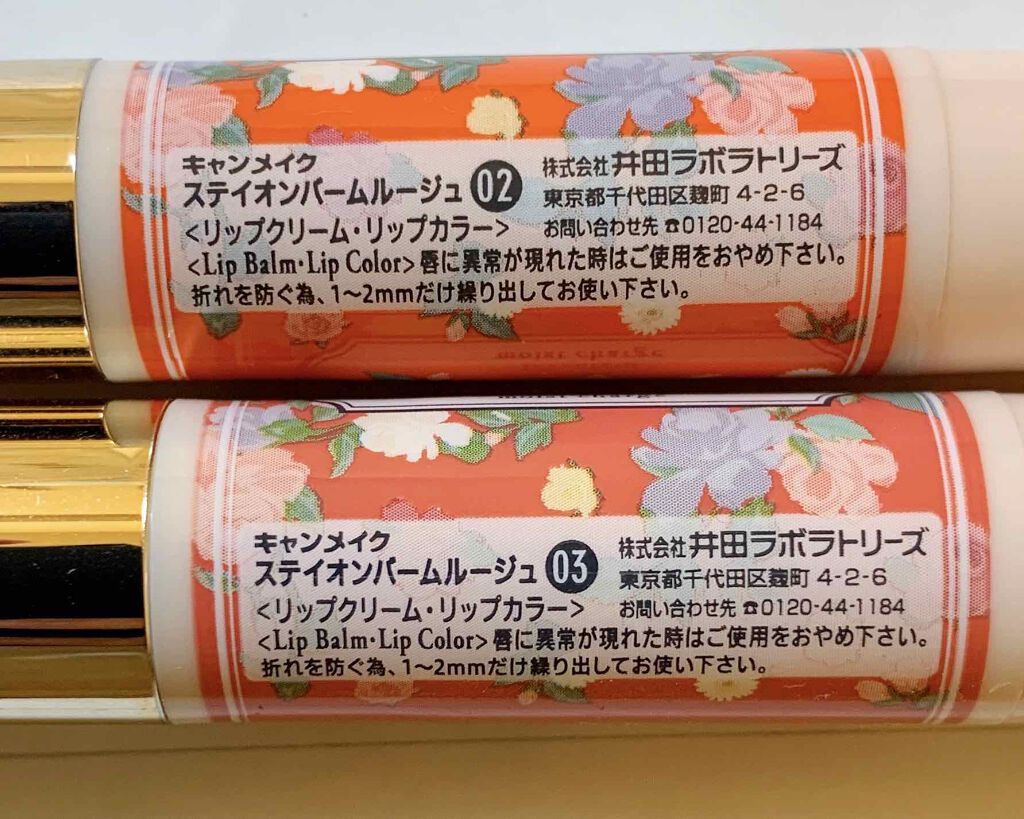 キャンメイク
ステイオンバームルージュ 02
<リップクリーム・リップカラー>
株式会社 井田ラボラトリーズ
東京都千代田区麹町 4-2-6
お問い合わせ先 ☎0120-44-1184
<Lip Balm・Lip Color> 唇に異常が現れた時はご使用をおやめ下さい。
折れを防ぐ為、1～2mmだけ繰り出してお使い下さい。
moist charge
moist charge
キャンメイク
ステイオンバームルージュ 03
<リップクリーム・リップカラー>
株式会社 井田ラボラトリーズ
東京都千代田区麹町 4-2-6
お問い合わせ先 ☎0120-44-1184
<Lip Balm・Lip Color> 唇に異常が現れた時はご使用をおやめ下さい。
折れを防ぐ為、1～2mmだけ繰り出してお使い下さい。